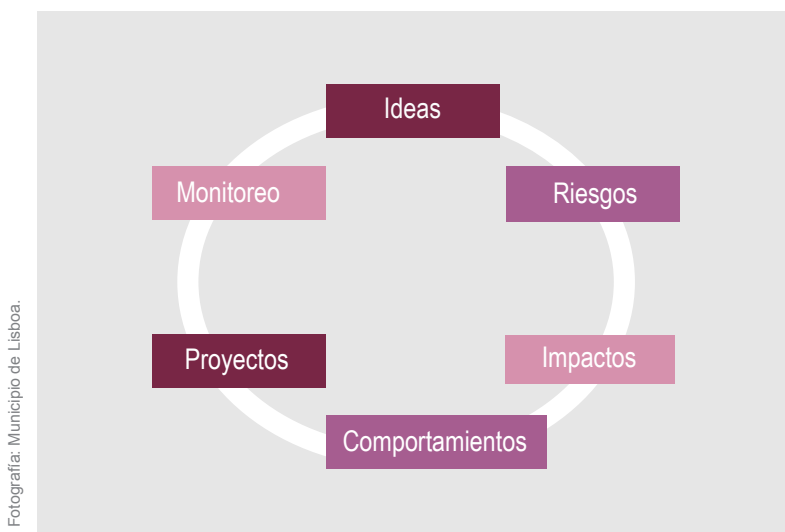 Ideas
Riesgos
Impactos
Comportamientos
Proyectos
Monitoreo
Fotografía: Municipio de Lisboa.